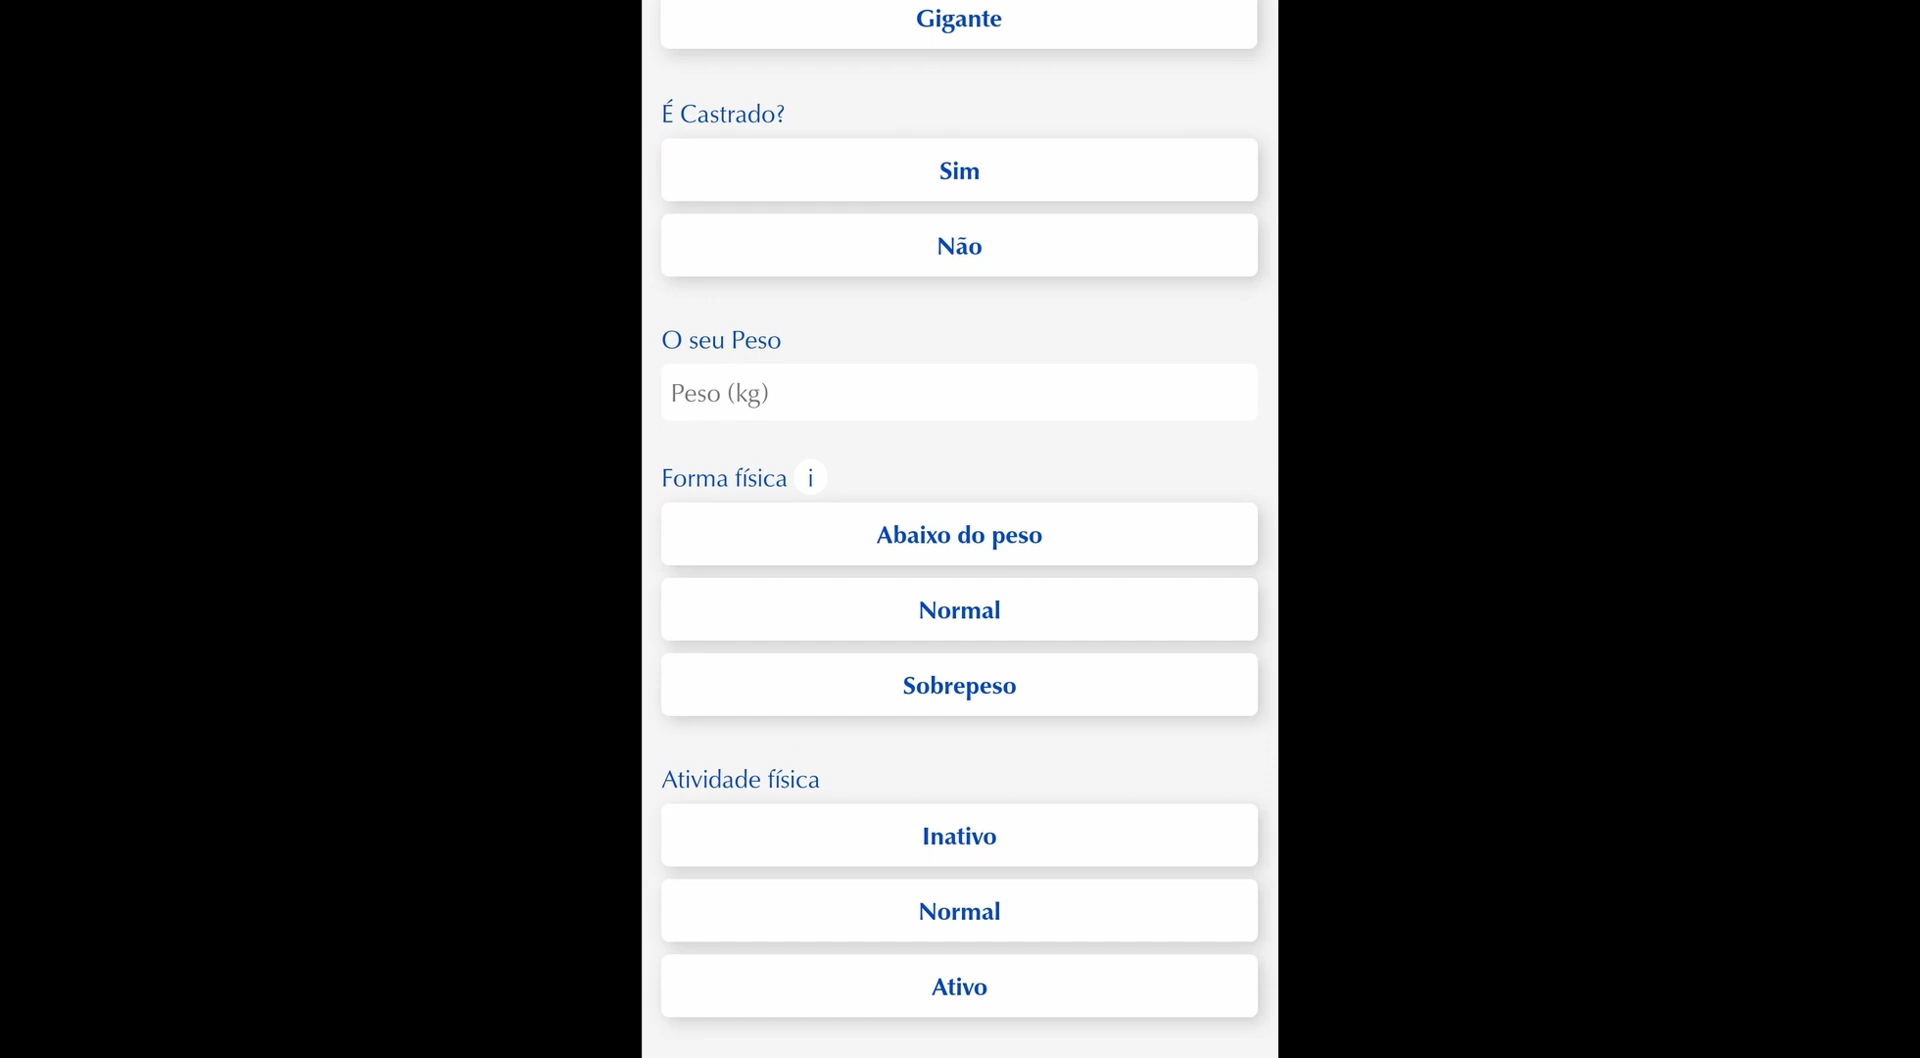 Gigante
É Castrado?
Sim
Não
O seu Peso
Peso (kg)
Forma física i
Abaixo do peso
Normal
Sobrepeso
Atividade física
Inativo
Normal
Ativo